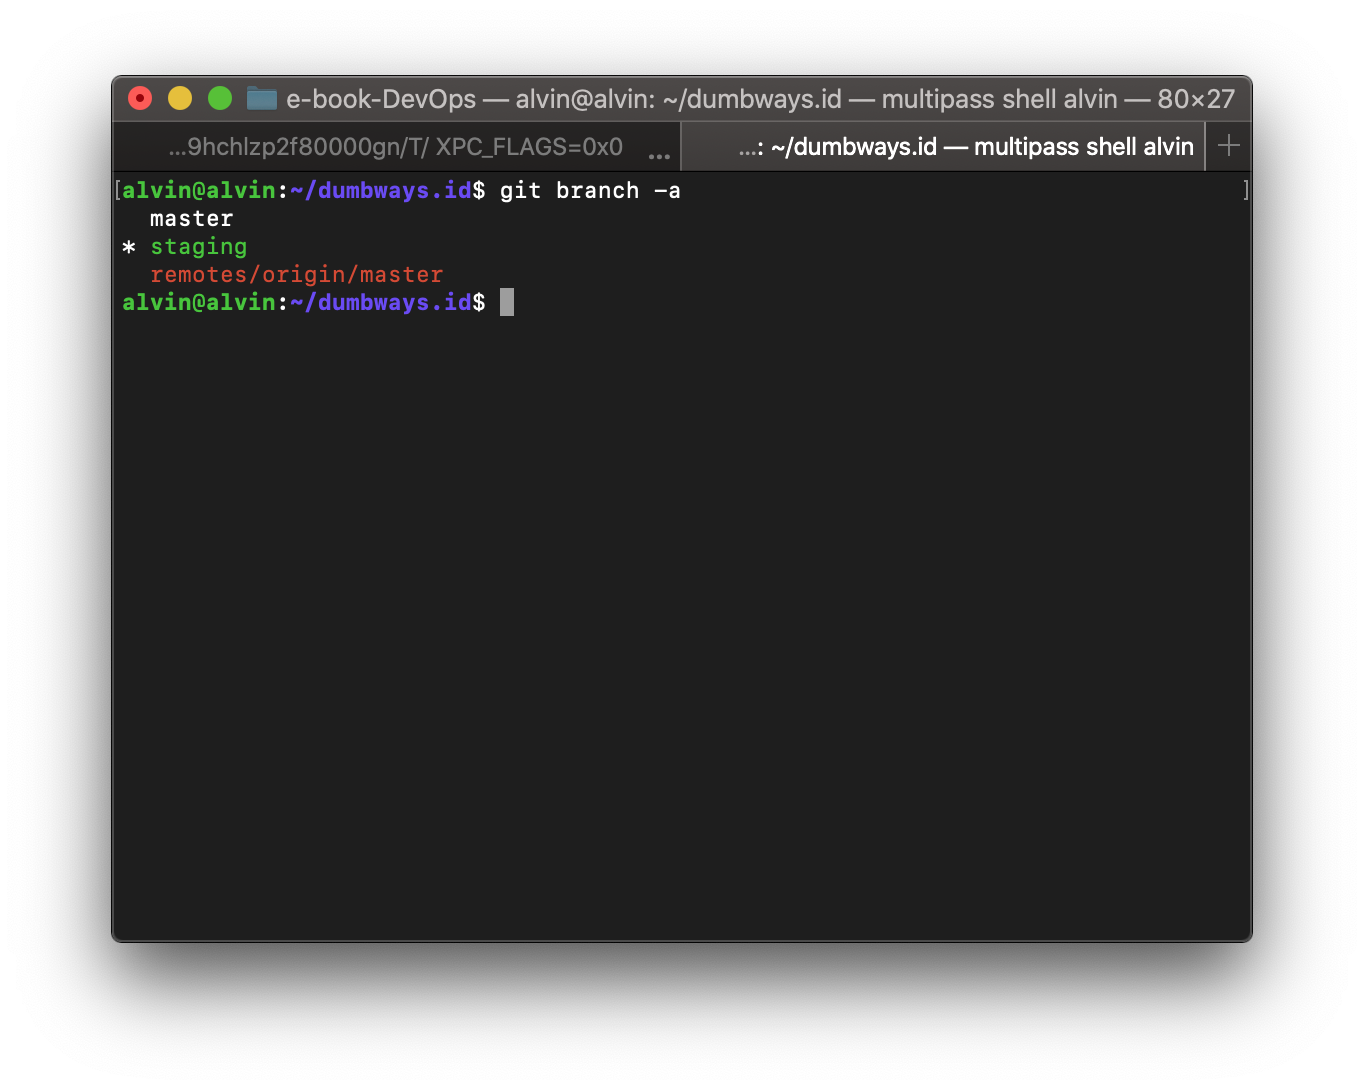 e-book-DevOps — alvin@alvin: ~/dumbways.id — multipass shell alvin — 80×27
...9hchlzp2f80000gn/T/ XPC_FLAGS=0x0 ...
...: ~/dumbways.id — multipass shell alvin +
[alvin@alvin:~/dumbways.id$ git branch -a ]
  master
* staging
  remotes/origin/master
alvin@alvin:~/dumbways.id$